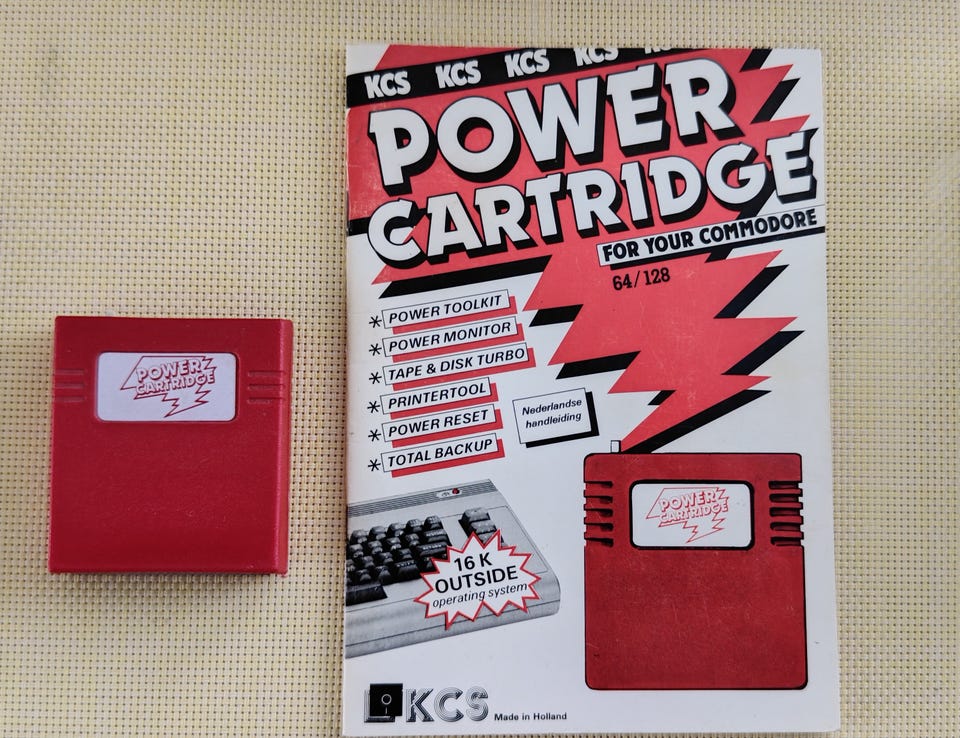 POWER
CARTRIDGE
KCS KCS KCS KCS
POWER
CARTRIDGE
FOR YOUR COMMODORE
64/128
* POWER TOOLKIT
* POWER MONITOR
* TAPE & DISK TURBO
* PRINTERTOOL
* POWER RESET
* TOTAL BACKUP
Nederlandse
handleiding
16 K
OUTSIDE
operating system
POWER
CARTRIDGE
KCS Made in Holland